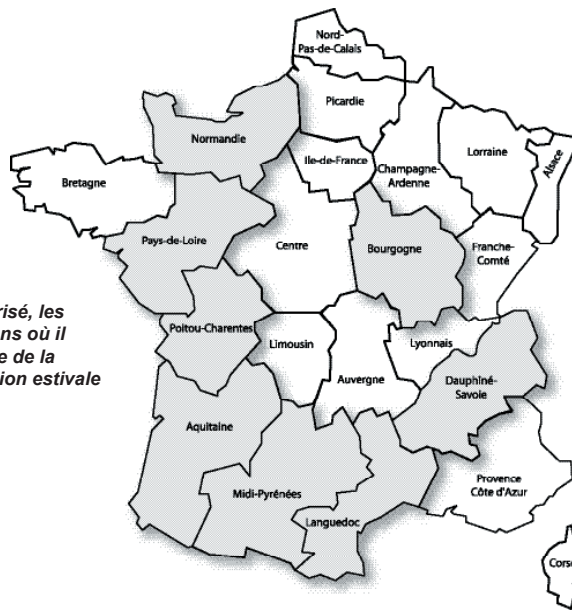 Nord-
Pas-de-Calais
Picardie
Normandie
Ile-de-France
Champagne-
Ardenne
Lorraine
Alsace
Bretagne
Pays-de-Loire
Centre
Bourgogne
Franche-
Comté
risé, les
ns où il
e de la
ion estivale
Poitou-Charentes
Limousin
Auvergne
Lyonnais
Dauphiné-
Savoie
Aquitaine
Midi-Pyrénées
Languedoc
Provence
Côte d'Azur
Corse